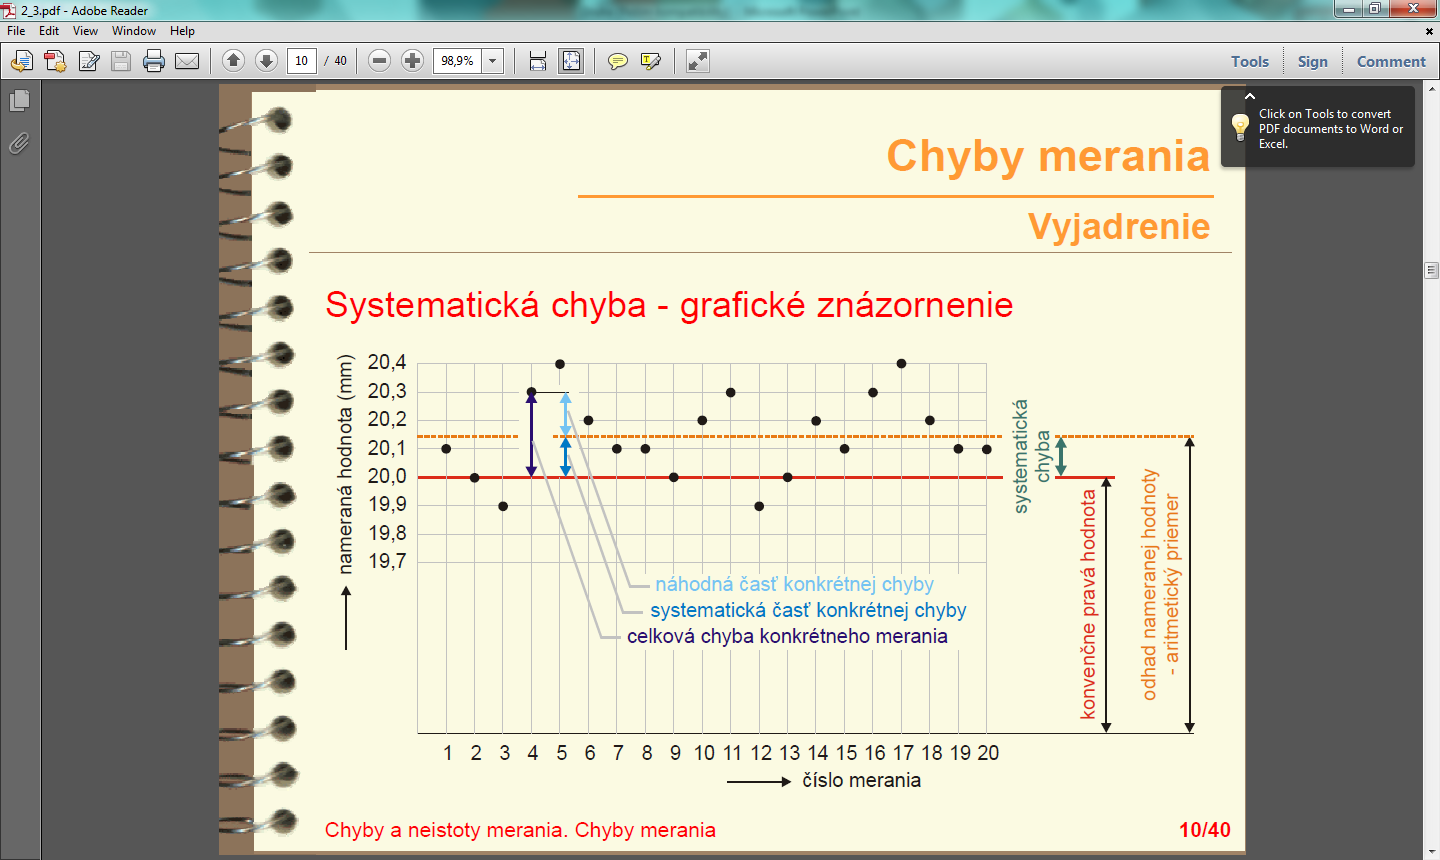 2_3.pdf - Adobe Reader
File Edit View Window Help
10 / 40 98,9% Tools Sign Comment
Click on Tools to convert
PDF documents to Word or
Excel.
Chyby merania
Vyjadrenie
Systematická chyba - grafické znázornenie
nameraná hodnota (mm)
20,4
20,3
20,2
20,1
20,0
19,9
19,8
19,7
systematická
chyba
konvenčne pravá hodnota
odhad nameranej hodnoty
- aritmetický priemer
náhodná časť konkrétnej chyby
systematická časť konkrétnej chyby
celková chyba konkrétneho merania
1 2 3 4 5 6 7 8 9 10 11 12 13 14 15 16 17 18 19 20
číslo merania
Chyby a neistoty merania. Chyby merania 10/40